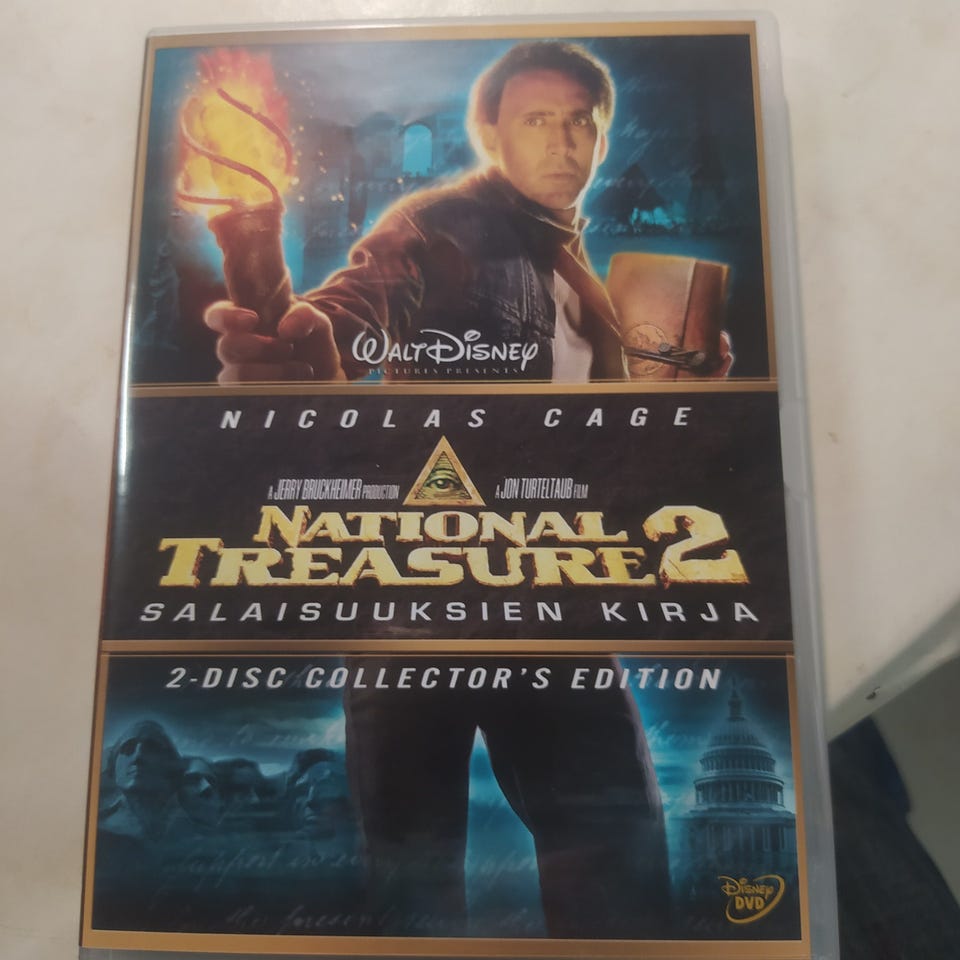 WALT DISNEY
PICTURES PRESENTS
NICOLAS CAGE
A JERRY BRUCKHEIMER PRODUCTION A JON TURTELTAUB FILM
NATIONAL
TREASURE 2
SALAISUUKSIEN KIRJA
2-DISC COLLECTOR'S EDITION
DISNEY
DVD